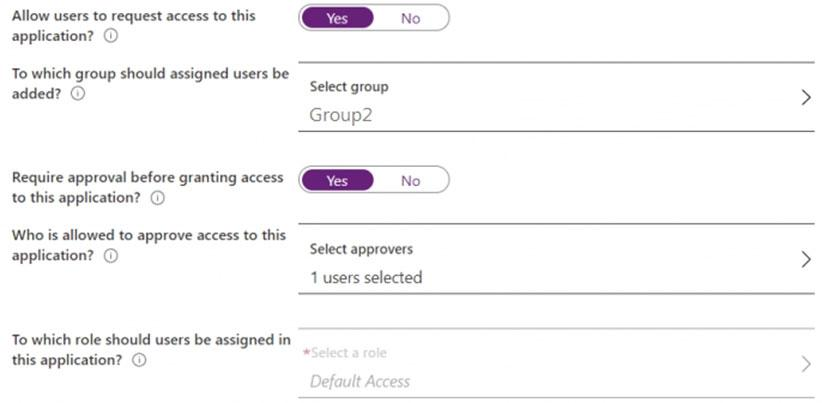 Allow users to request access to this
application?
Yes No
To which group should assigned users be
added?
Select group
Group2
Require approval before granting access
to this application?
Yes No
Who is allowed to approve access to this
application?
Select approvers
1 users selected
To which role should users be assigned in
this application?
*Select a role
Default Access